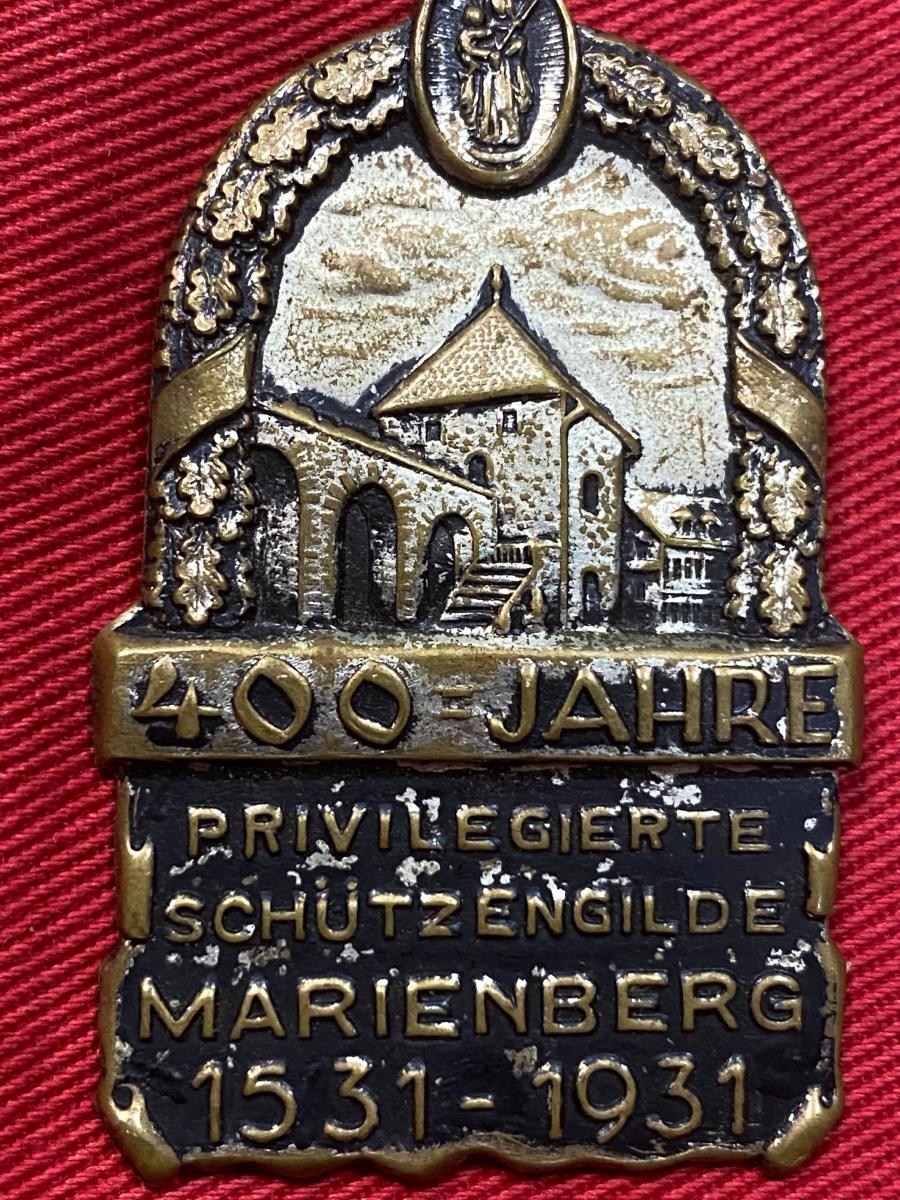 400=JAHRE
PRIVILEGIERTE
SCHÜTZENGILDE
MARIENBERG
1531-1931